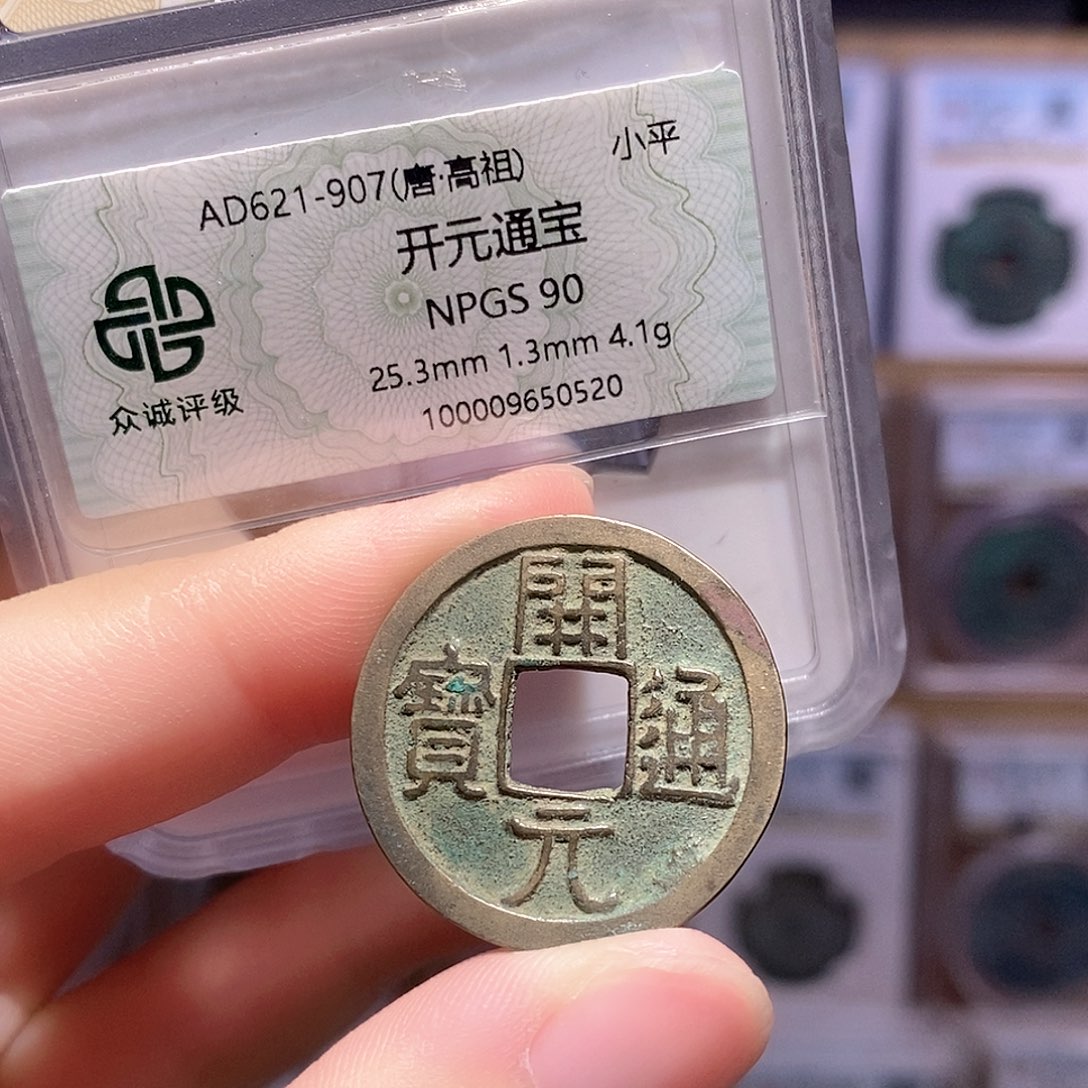 AD621-907(唐·高祖)
小平
开元通宝
NPGS 90
25.3mm 1.3mm 4.1g
100009650520
众诚评级
開
元
通
寶